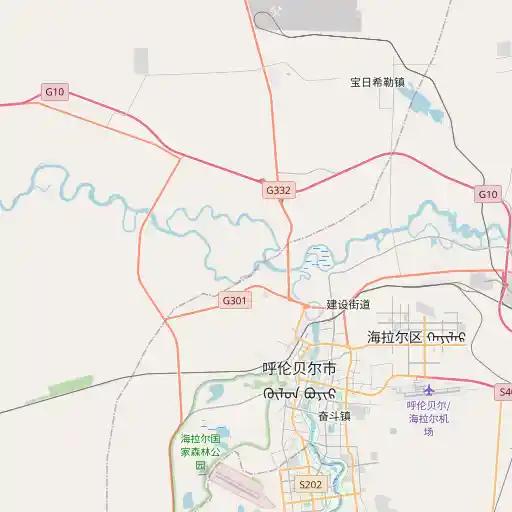 G10
宝日希勒镇
G332
G10
G301
建设街道
海拉尔区
呼伦贝尔市
呼伦贝尔/
海拉尔机
场
S40
奋斗镇
海拉尔国
家森林公
园
S202